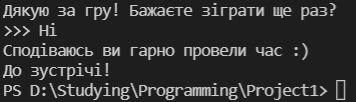 Дякую за гру! Бажаєте зіграти ще раз?
>>> Ні
Сподіваюсь ви гарно провели час :)
До зустрічі!
PS D:\Studying\Programming\Project1>